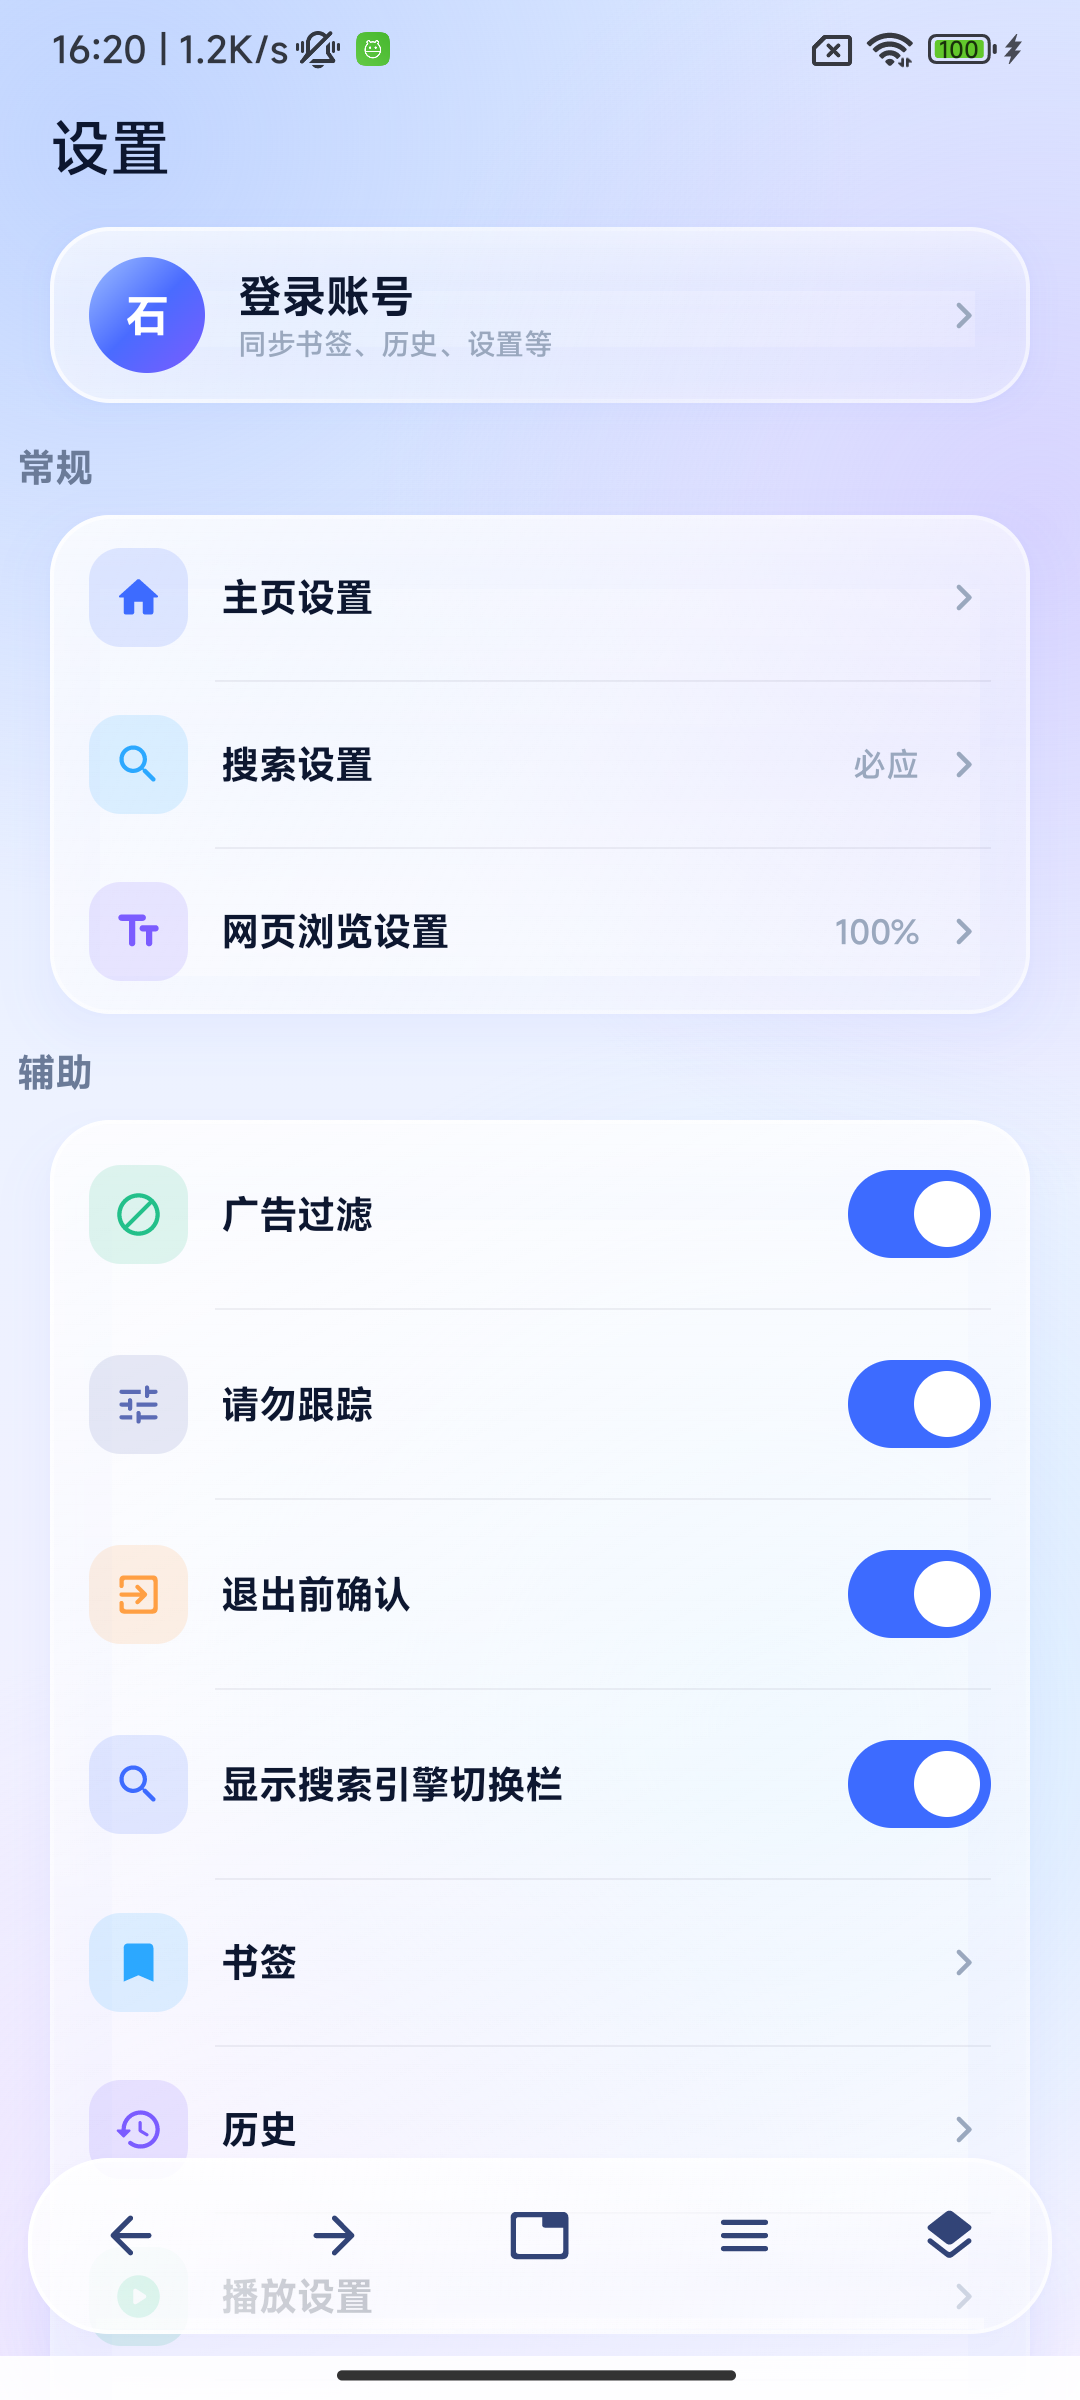 16:20 | 1.2K/s
100
设置
石
登录账号
同步书签、历史、设置等
常规
主页设置
搜索设置
必应
网页浏览设置
100%
辅助
广告过滤
请勿跟踪
退出前确认
显示搜索引擎切换栏
书签
历史
播放设置